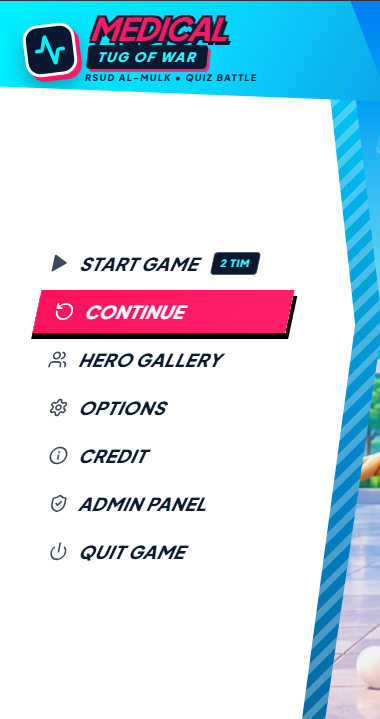 MEDICAL
TUG OF WAR
RSUD AL-MULK • QUIZ BATTLE
START GAME 2 TIM
CONTINUE
HERO GALLERY
OPTIONS
CREDIT
ADMIN PANEL
QUIT GAME